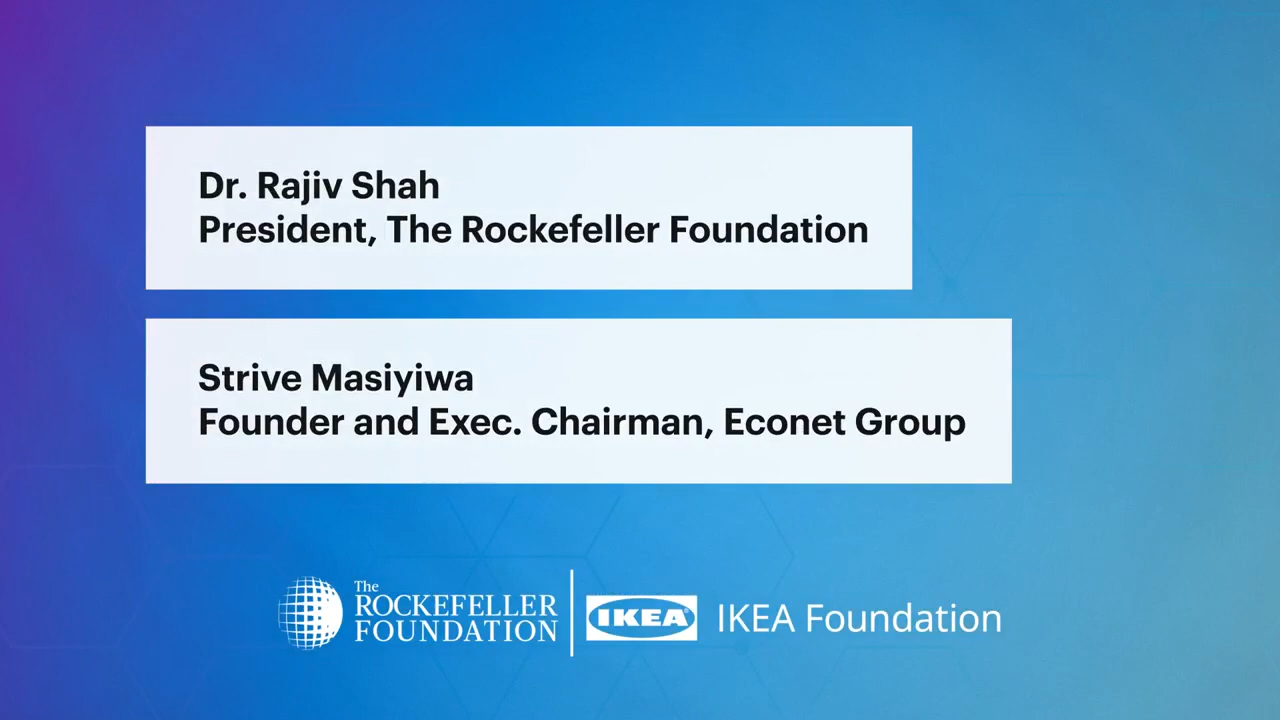 Dr. Rajiv Shah
President, The Rockefeller Foundation
Strive Masiyiwa
Founder and Exec. Chairman, Econet Group
The
ROCKEFELLER
FOUNDATION
IKEA®
IKEA Foundation